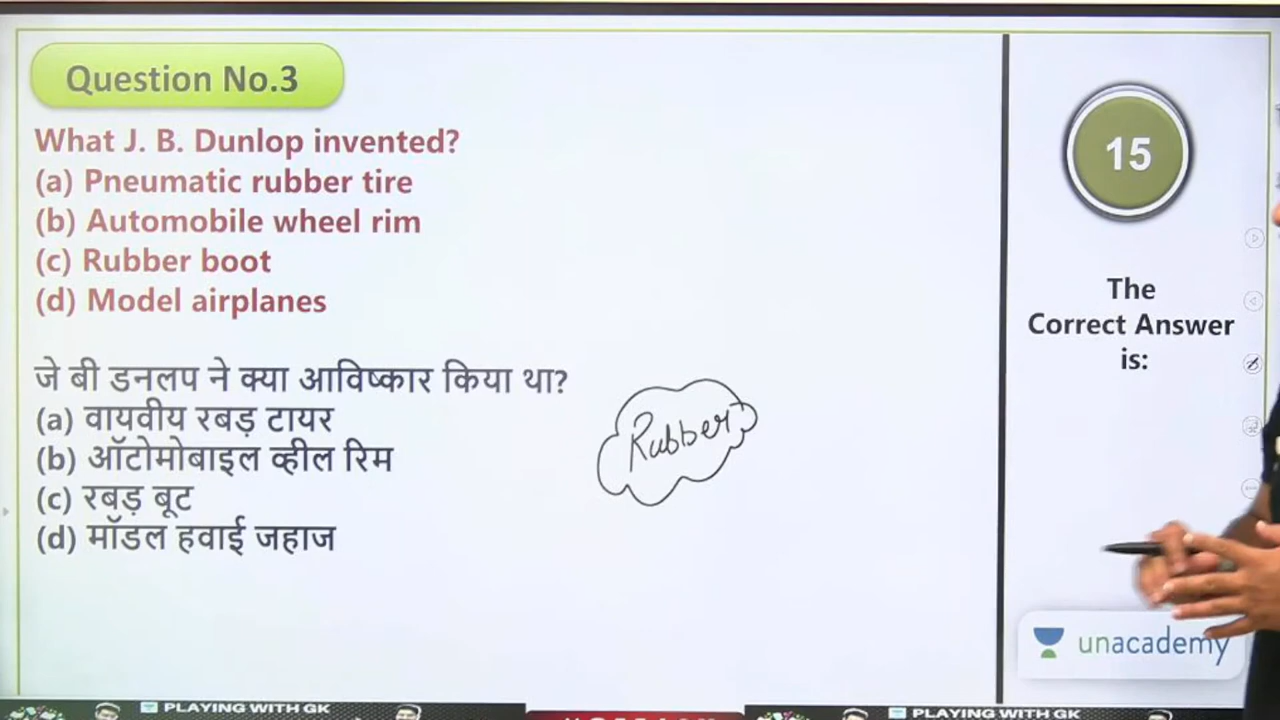 Question No.3
What J. B. Dunlop invented?
(a) Pneumatic rubber tire
(b) Automobile wheel rim
(c) Rubber boot
(d) Model airplanes
जे बी डनलप ने क्या आविष्कार किया था?
(a) वायवीय रबड़ टायर
(b) ऑटोमोबाइल व्हील रिम
(c) रबड़ बूट
(d) मॉडल हवाई जहाज
Rubber
15
The
Correct Answer
is:
unacademy
PLAYING WITH GK
PLAYING WITH GK